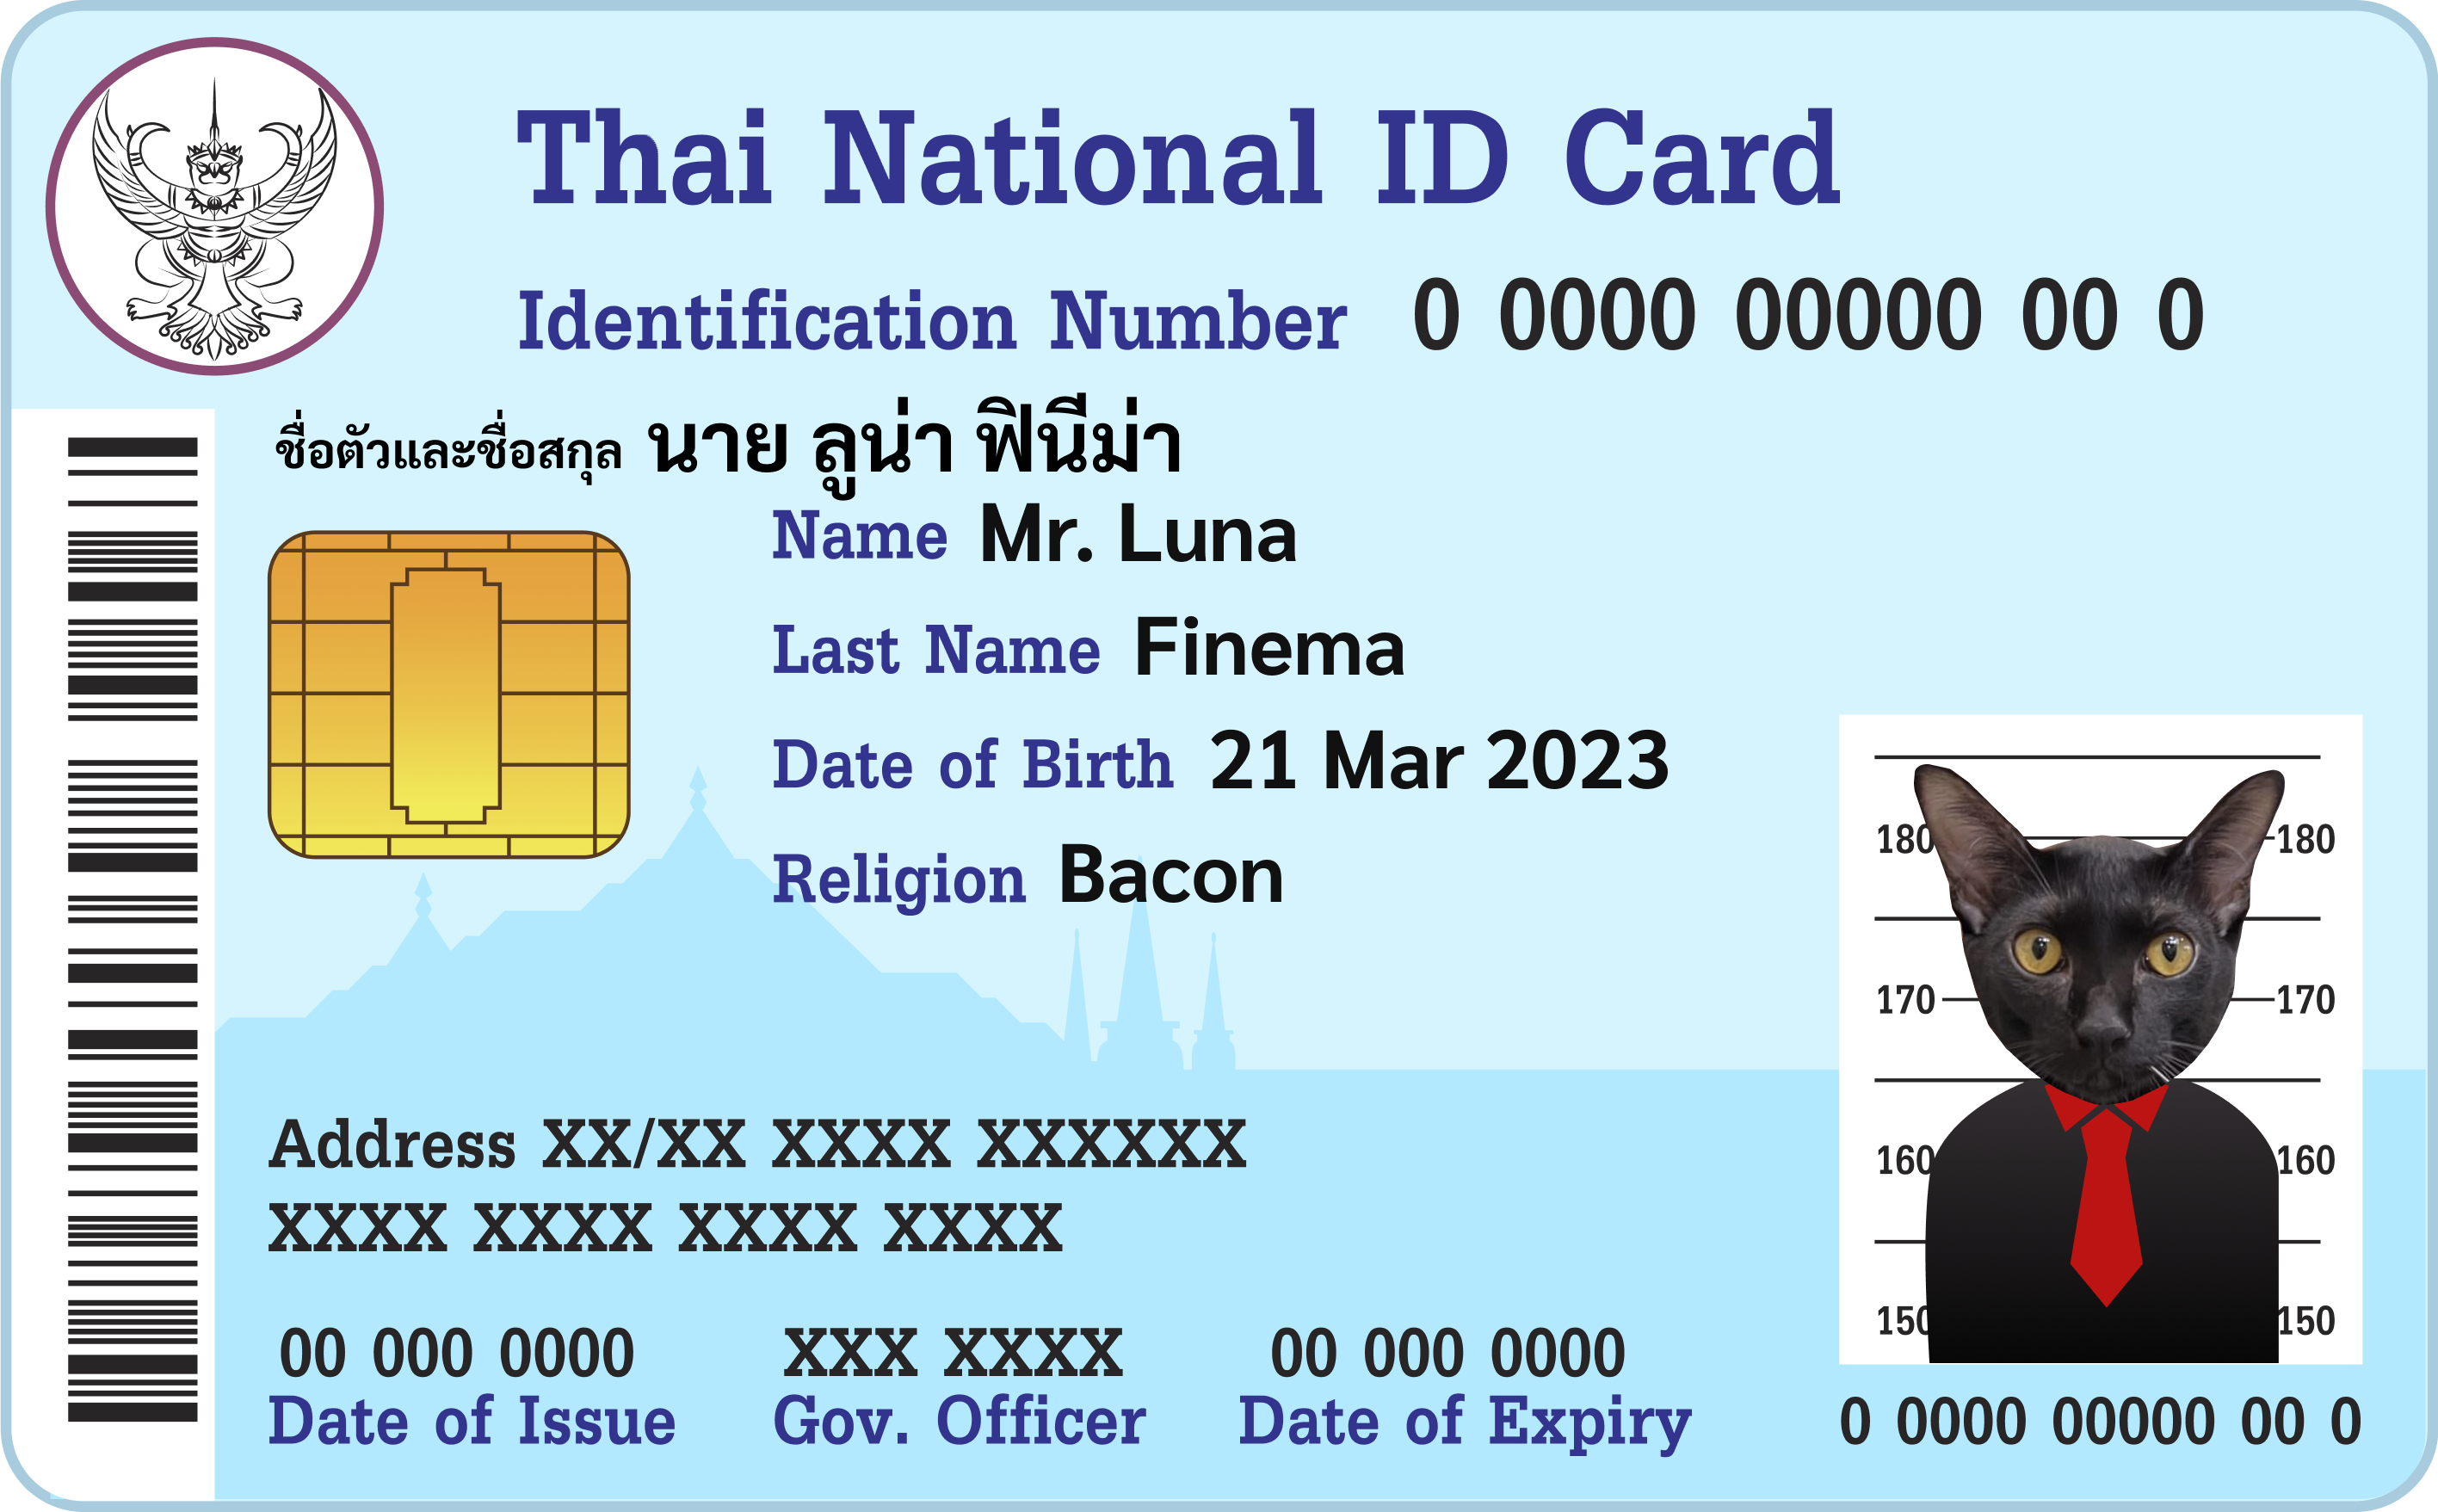 Thai National ID Card
Identification Number 0 0000 00000 00 0
ชื่อตัวและชื่อสกุล นาย ลูน่า ฟินีม่า
Name Mr. Luna
Last Name Finema
Date of Birth 21 Mar 2023
Religion Bacon
180 180
170 170
160 160
150 150
Address XX/XX XXXX XXXXXX
XXXX XXXX XXXX XXXX
00 000 0000
Date of Issue
XXX XXXX
Gov. Officer
00 000 0000
Date of Expiry
0 0000 00000 00 0